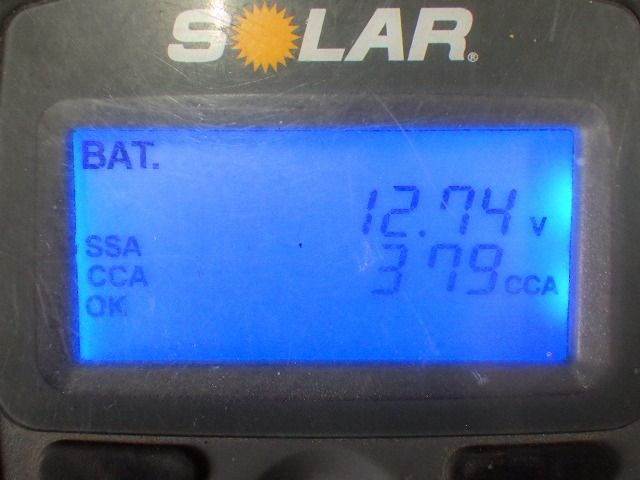 SOLAR®
BAT.
12.74 V
SSA
379 CCA
CCA
OK